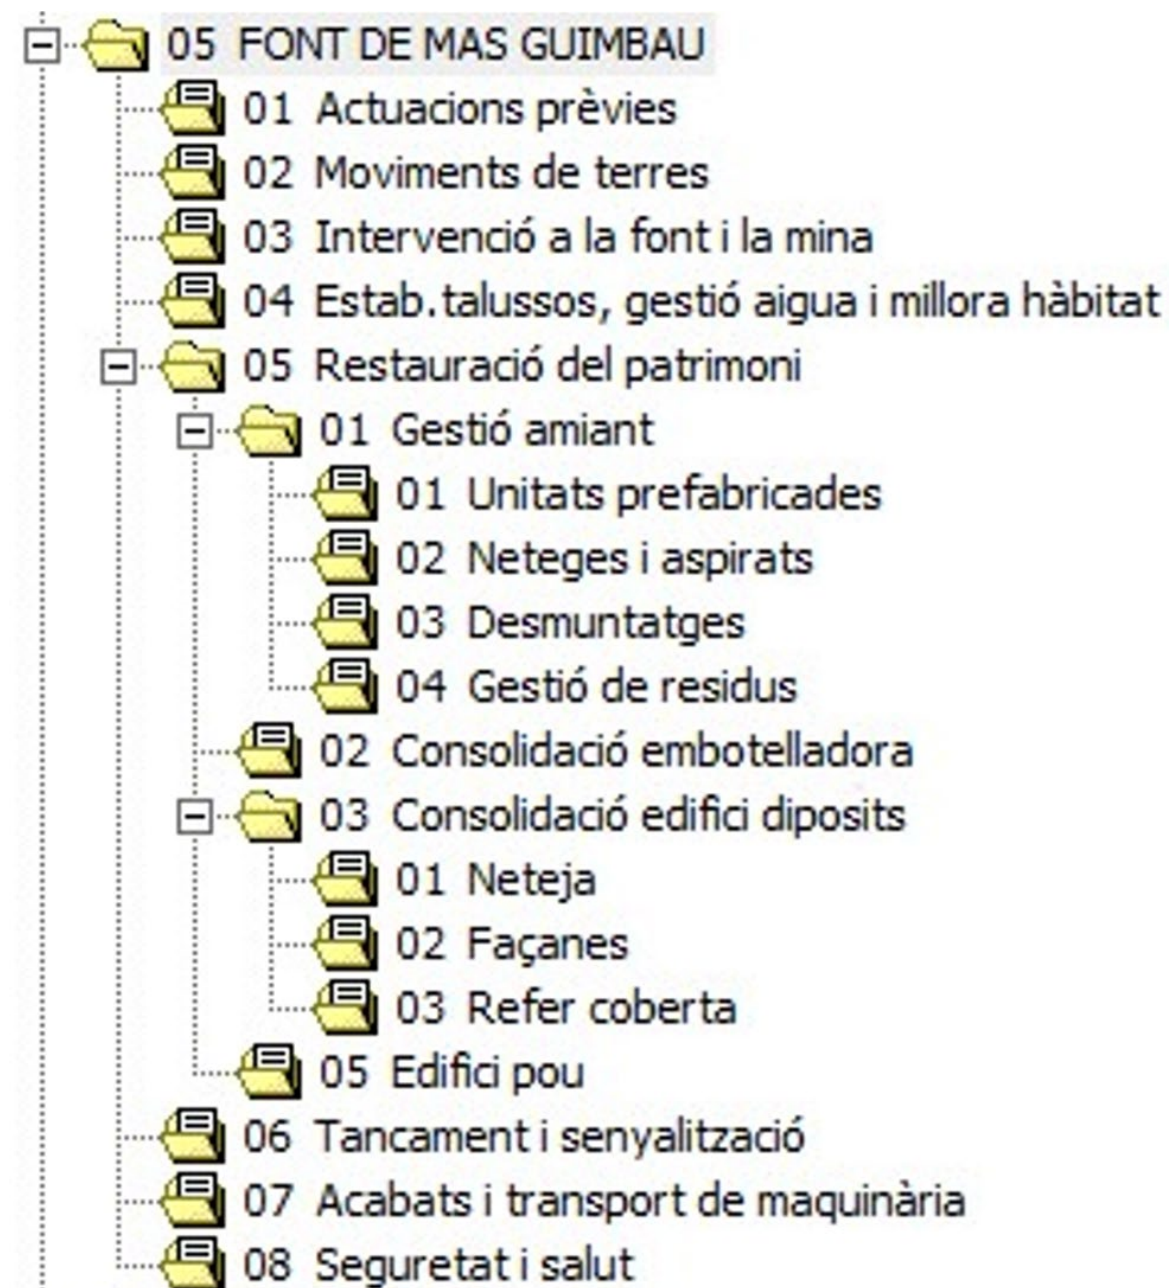 05 FONT DE MAS GUIMBAU
01 Actuacions prèvies
02 Moviments de terres
03 Intervenció a la font i la mina
04 Estab.talussos, gestió aigua i millora hàbitat
05 Restauració del patrimoni
01 Gestió amiant
01 Unitats prefabricades
02 Neteges i aspirats
03 Desmuntatges
04 Gestió de residus
02 Consolidació embotelladora
03 Consolidació edifici diposits
01 Neteja
02 Façanes
03 Refer coberta
05 Edifici pou
06 Tancament i senyalització
07 Acabats i transport de maquinària
08 Seguretat i salut